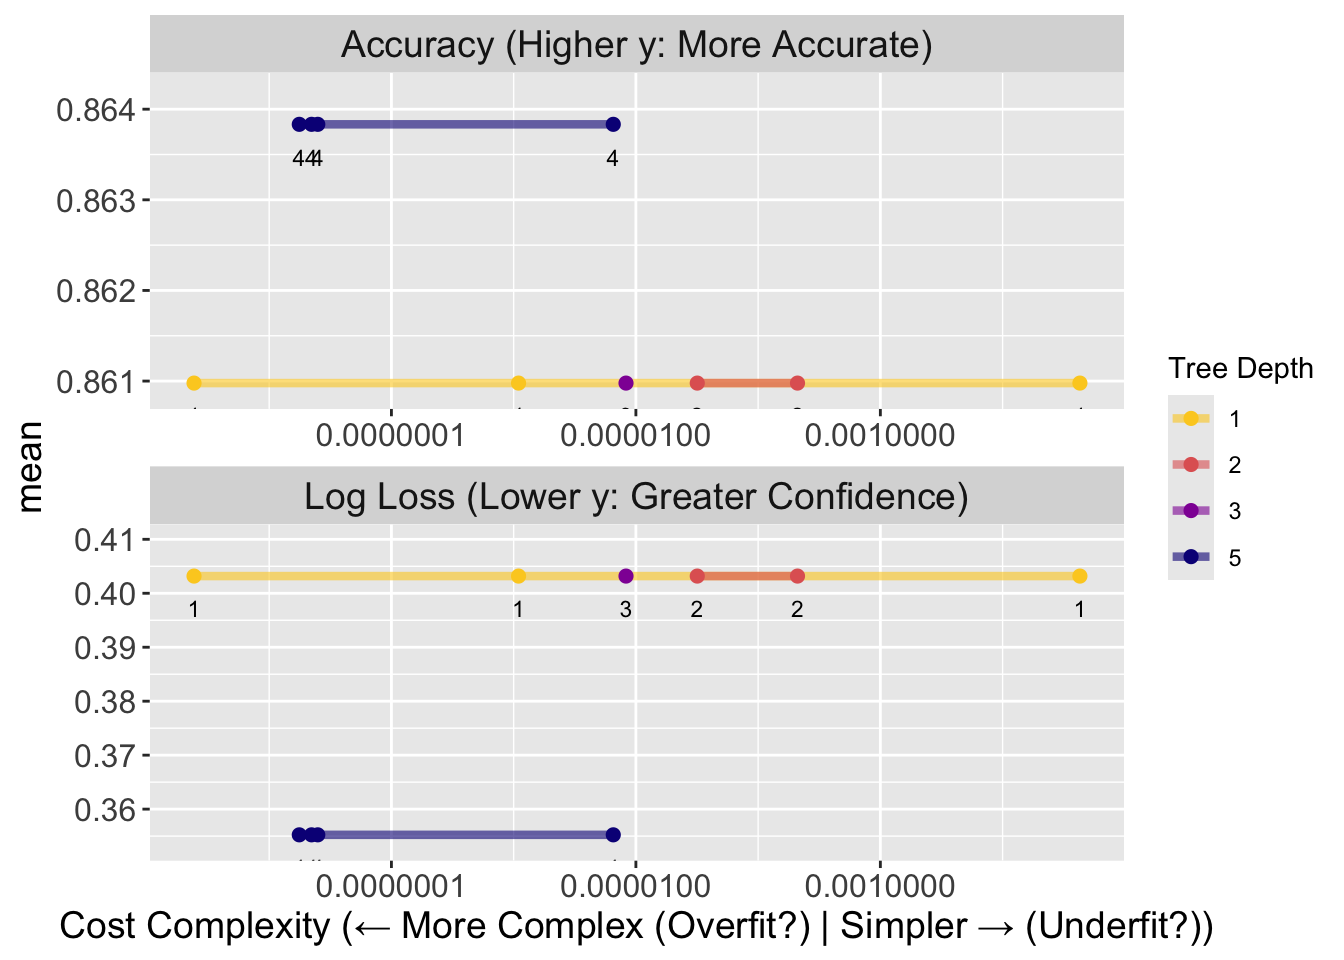 Accuracy (Higher y: More Accurate)
0.864
444 4
0.863
0.862
0.861
0.0000001 0.0000100 0.0010000
mean
Log Loss (Lower y: Greater Confidence)
0.41
0.40
1 1 3 2 2 1
0.39
0.38
0.37
0.36
0.0000001 0.0000100 0.0010000
Cost Complexity (← More Complex (Overfit?) | Simpler → (Underfit?))
Tree Depth
1
2
3
5